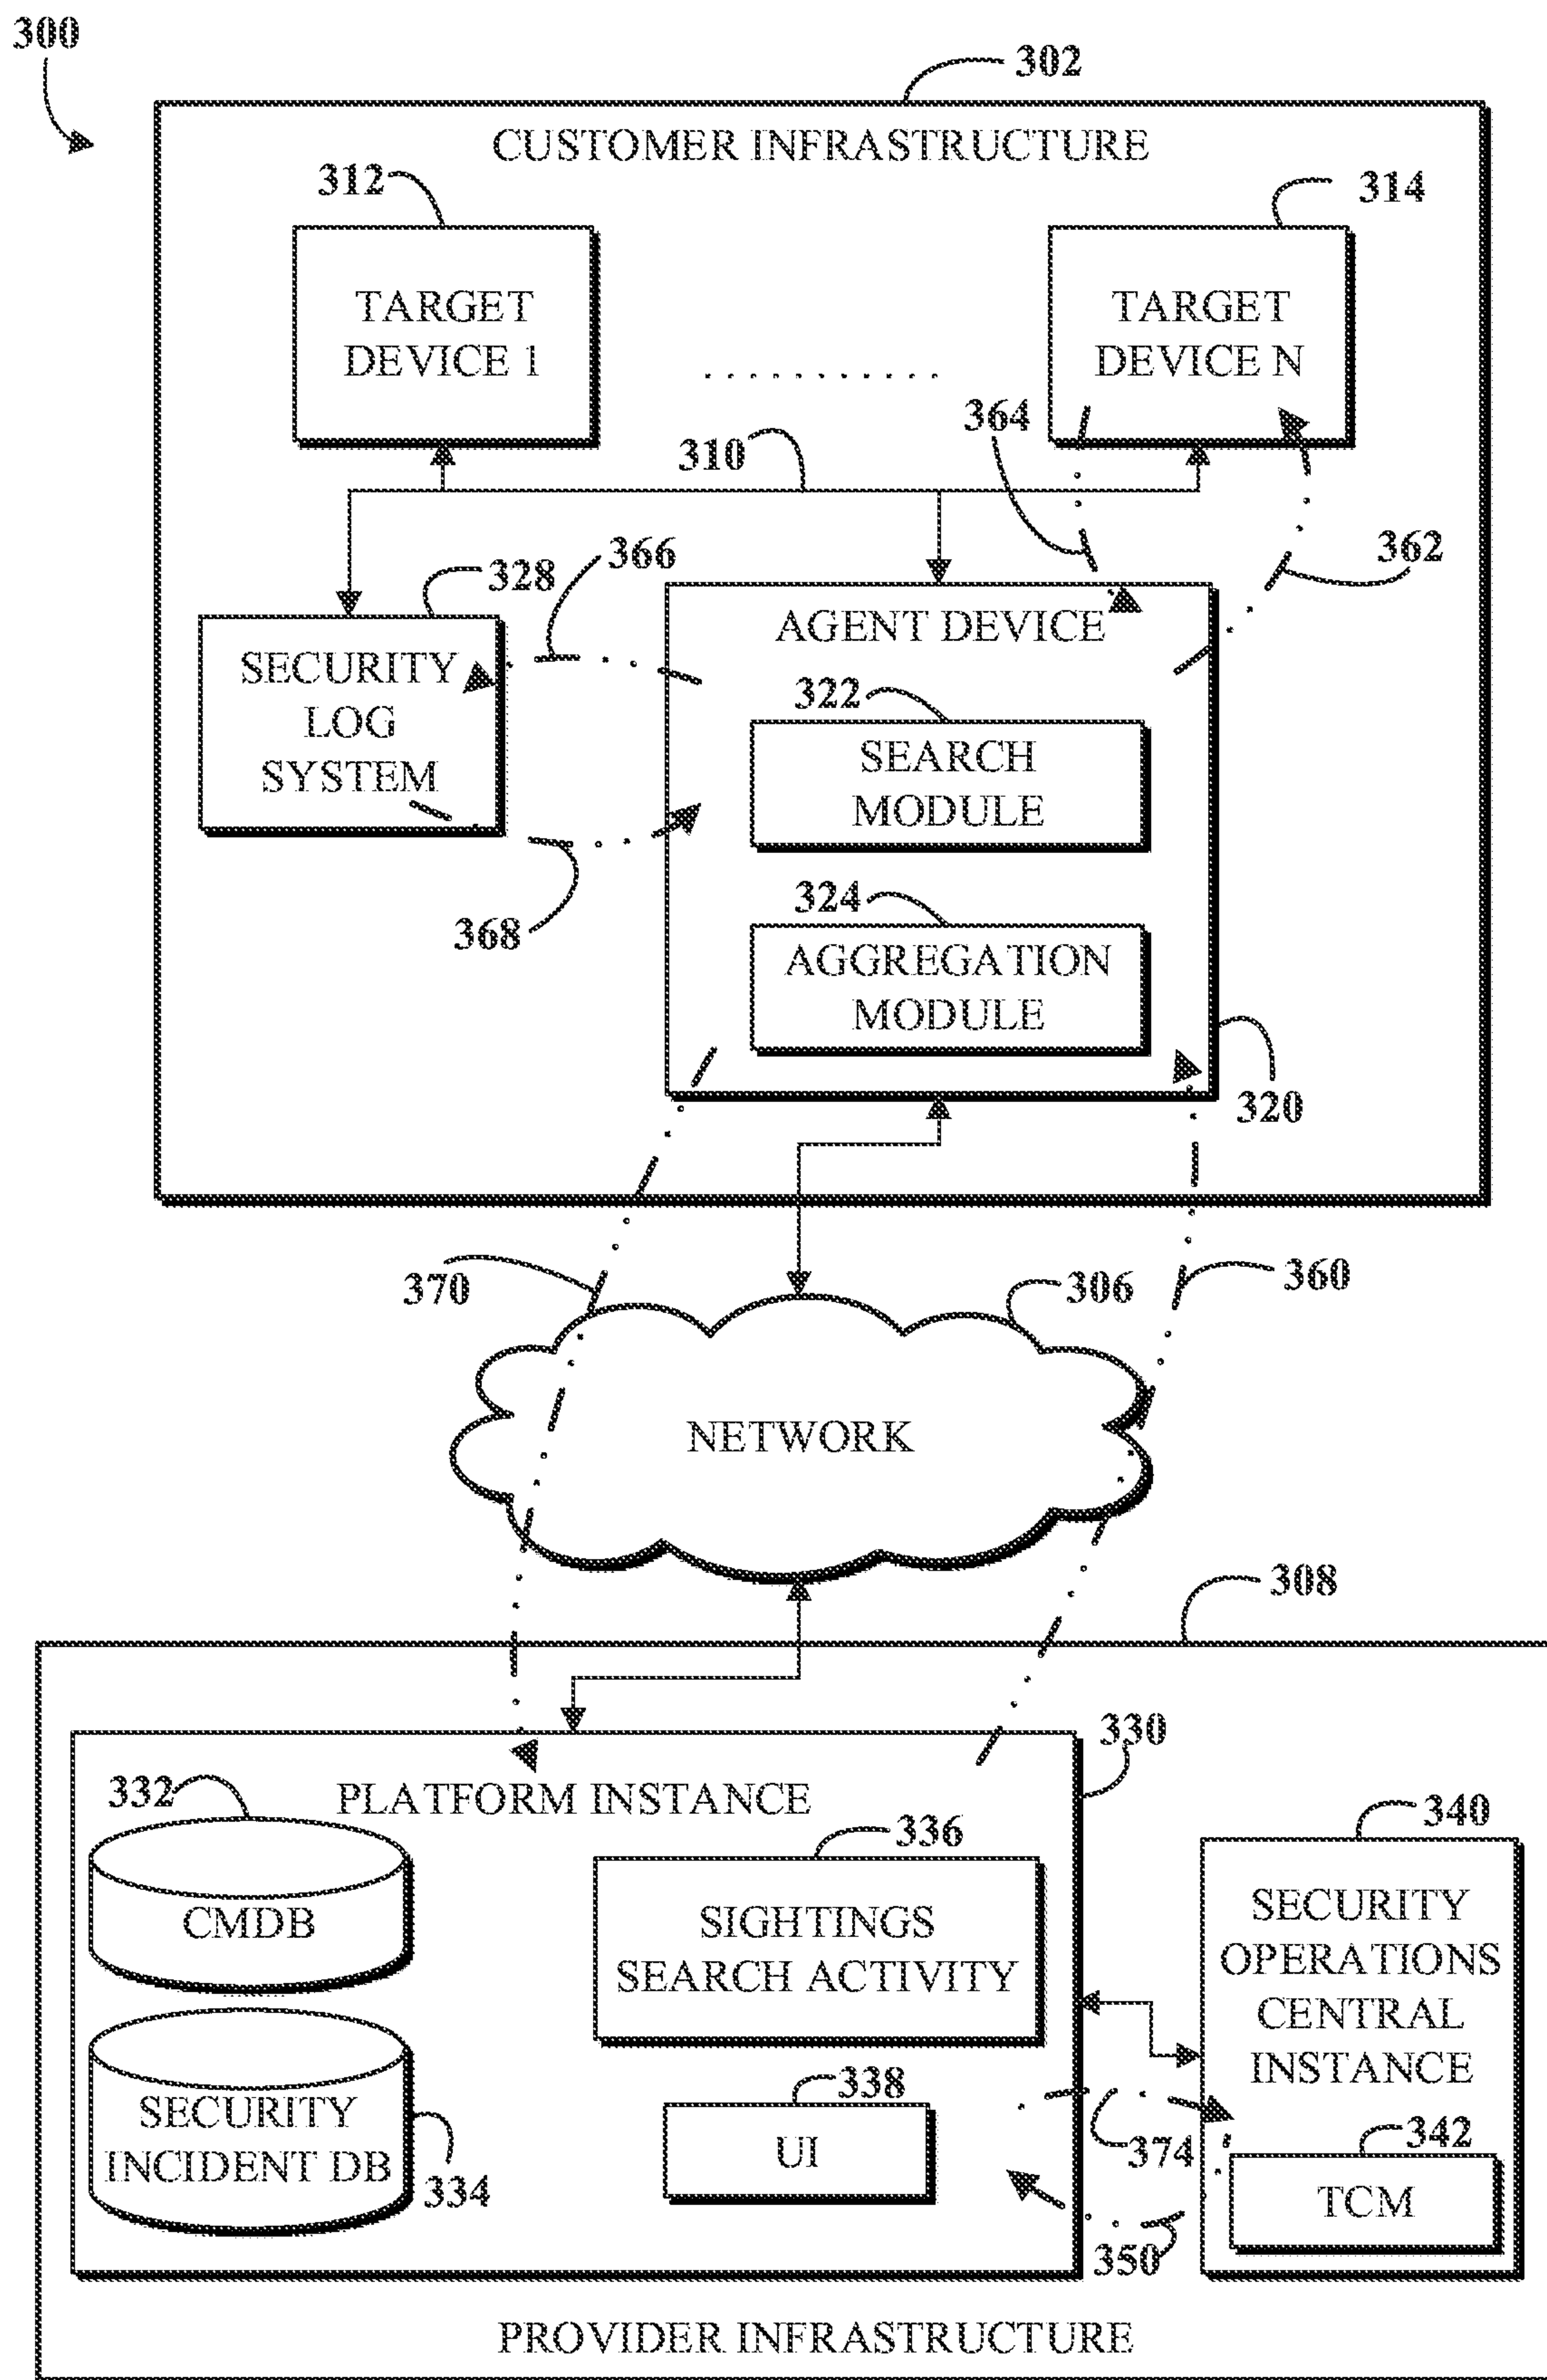 300
302
CUSTOMER INFRASTRUCTURE
312
314
TARGET
DEVICE 1
TARGET
DEVICE N
. . . . . . . . . . .
364
310
362
366
328
AGENT DEVICE
SECURITY
LOG
SYSTEM
322
SEARCH
MODULE
324
368
AGGREGATION
MODULE
320
370
306
360
NETWORK
308
330
332
PLATFORM INSTANCE
340
336
CMDB
SIGHTINGS
SEARCH ACTIVITY
SECURITY
OPERATIONS
CENTRAL
INSTANCE
338
SECURITY
INCIDENT DB
334
UI
374
342
TCM
350
PROVIDER INFRASTRUCTURE